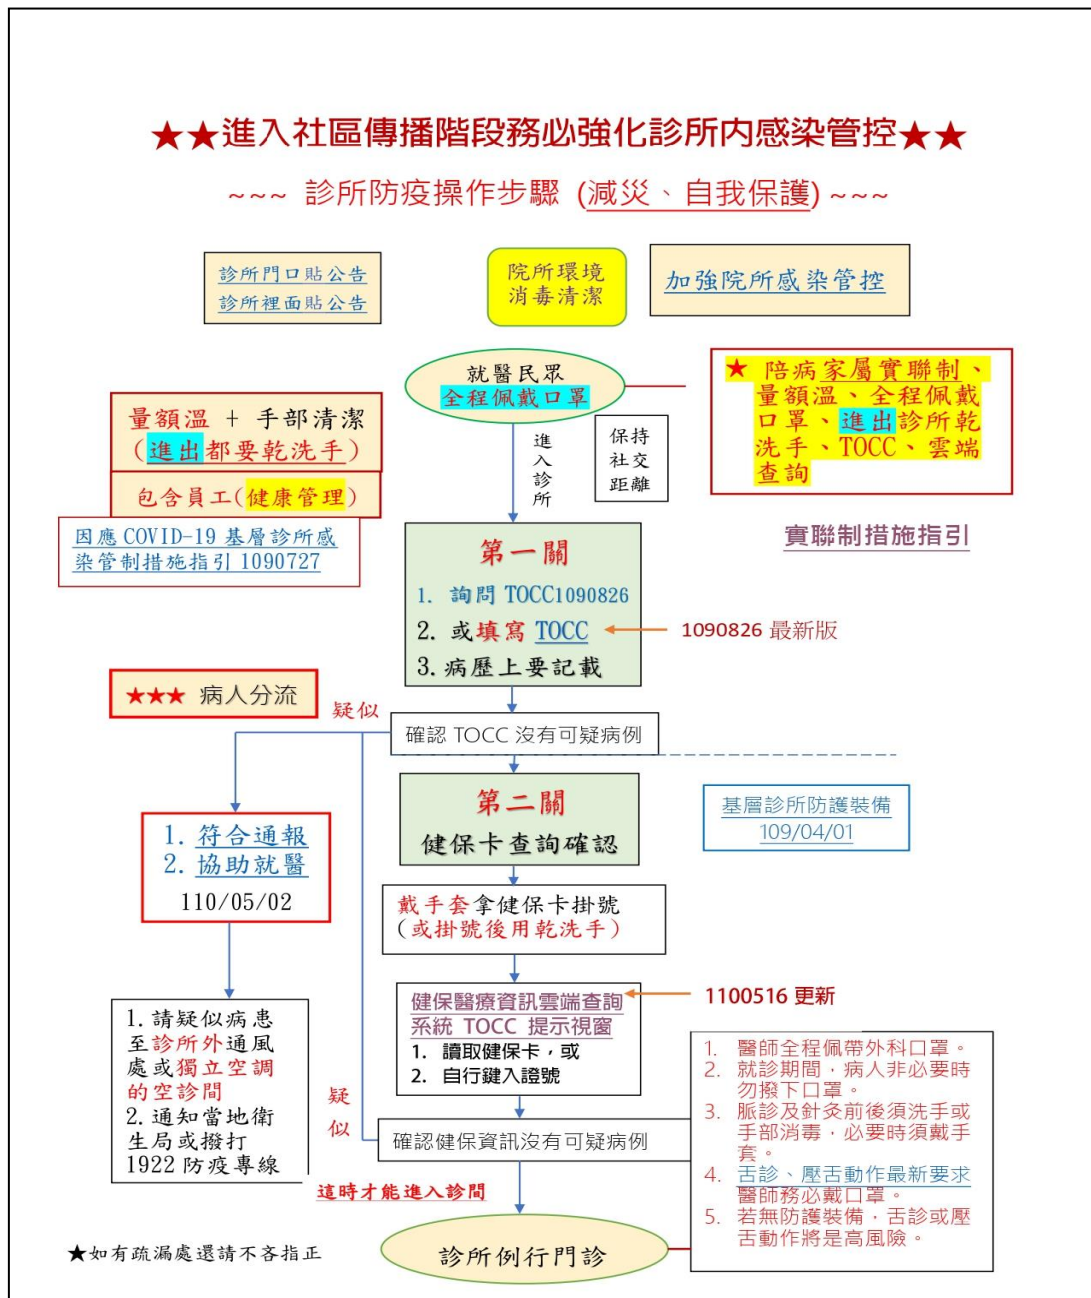 ★★進入社區傳播階段務必強化診所內感染管控★★
~~~ 診所防疫操作步驟 (減災、自我保護) ~~~
診所門口貼公告
診所裡面貼公告
院所環境
消毒清潔
加強院所感染管控
就醫民眾
全程佩戴口罩
★ 陪病家屬實聯制、
量額溫、全程佩戴
口罩、進出診所乾
洗手、TOCC、雲端
查詢
量額溫 + 手部清潔
(進出都要乾洗手)
包含員工(健康管理)
因應 COVID-19 基層診所感
染管制措施指引 1090727
進入診所
保持
社交
距離
實聯制措施指引
第一關
1. 詢問 TOCC1090826
2. 或填寫 TOCC
3. 病歷上要記載
1090826 最新版
★★★ 病人分流
疑似
確認 TOCC 沒有可疑病例
第二關
健保卡查詢確認
基層診所防護裝備
109/04/01
1. 符合通報
2. 協助就醫
110/05/02
戴手套拿健保卡掛號
(或掛號後用乾洗手)
健保醫療資訊雲端查詢
系統 TOCC 提示視窗
1. 讀取健保卡，或
2. 自行鍵入證號
1100516 更新
1. 請疑似病患
至診所外通風
處或獨立空調
的空診間
2. 通知當地衛
生局或撥打
1922 防疫專線
疑似
確認健保資訊沒有可疑病例
這時才能進入診間
1. 醫師全程佩帶外科口罩。
2. 就診期間，病人非必要時
勿撥下口罩。
3. 脈診及針灸前後須洗手或
手部消毒，必要時須戴手
套。
4. 舌診、壓舌動作最新要求
醫師務必戴口罩。
5. 若無防護裝備，舌診或壓
舌動作將是高風險。
診所例行門診
★如有疏漏處還請不吝指正